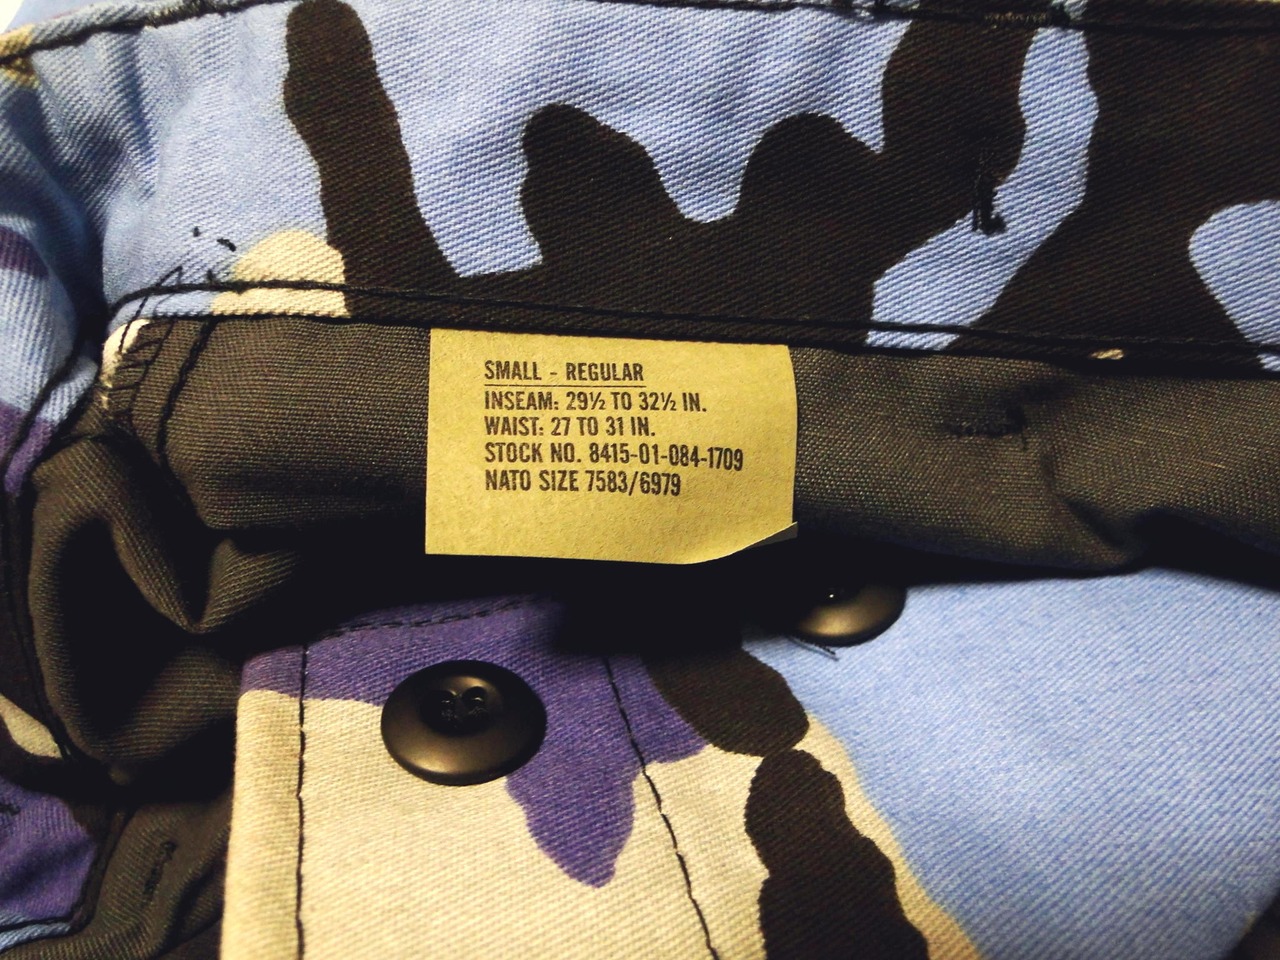 SMALL - REGULAR
INSEAM: 29½ TO 32½ IN.
WAIST: 27 TO 31 IN.
STOCK NO. 8415-01-084-1709
NATO SIZE 7583/6979